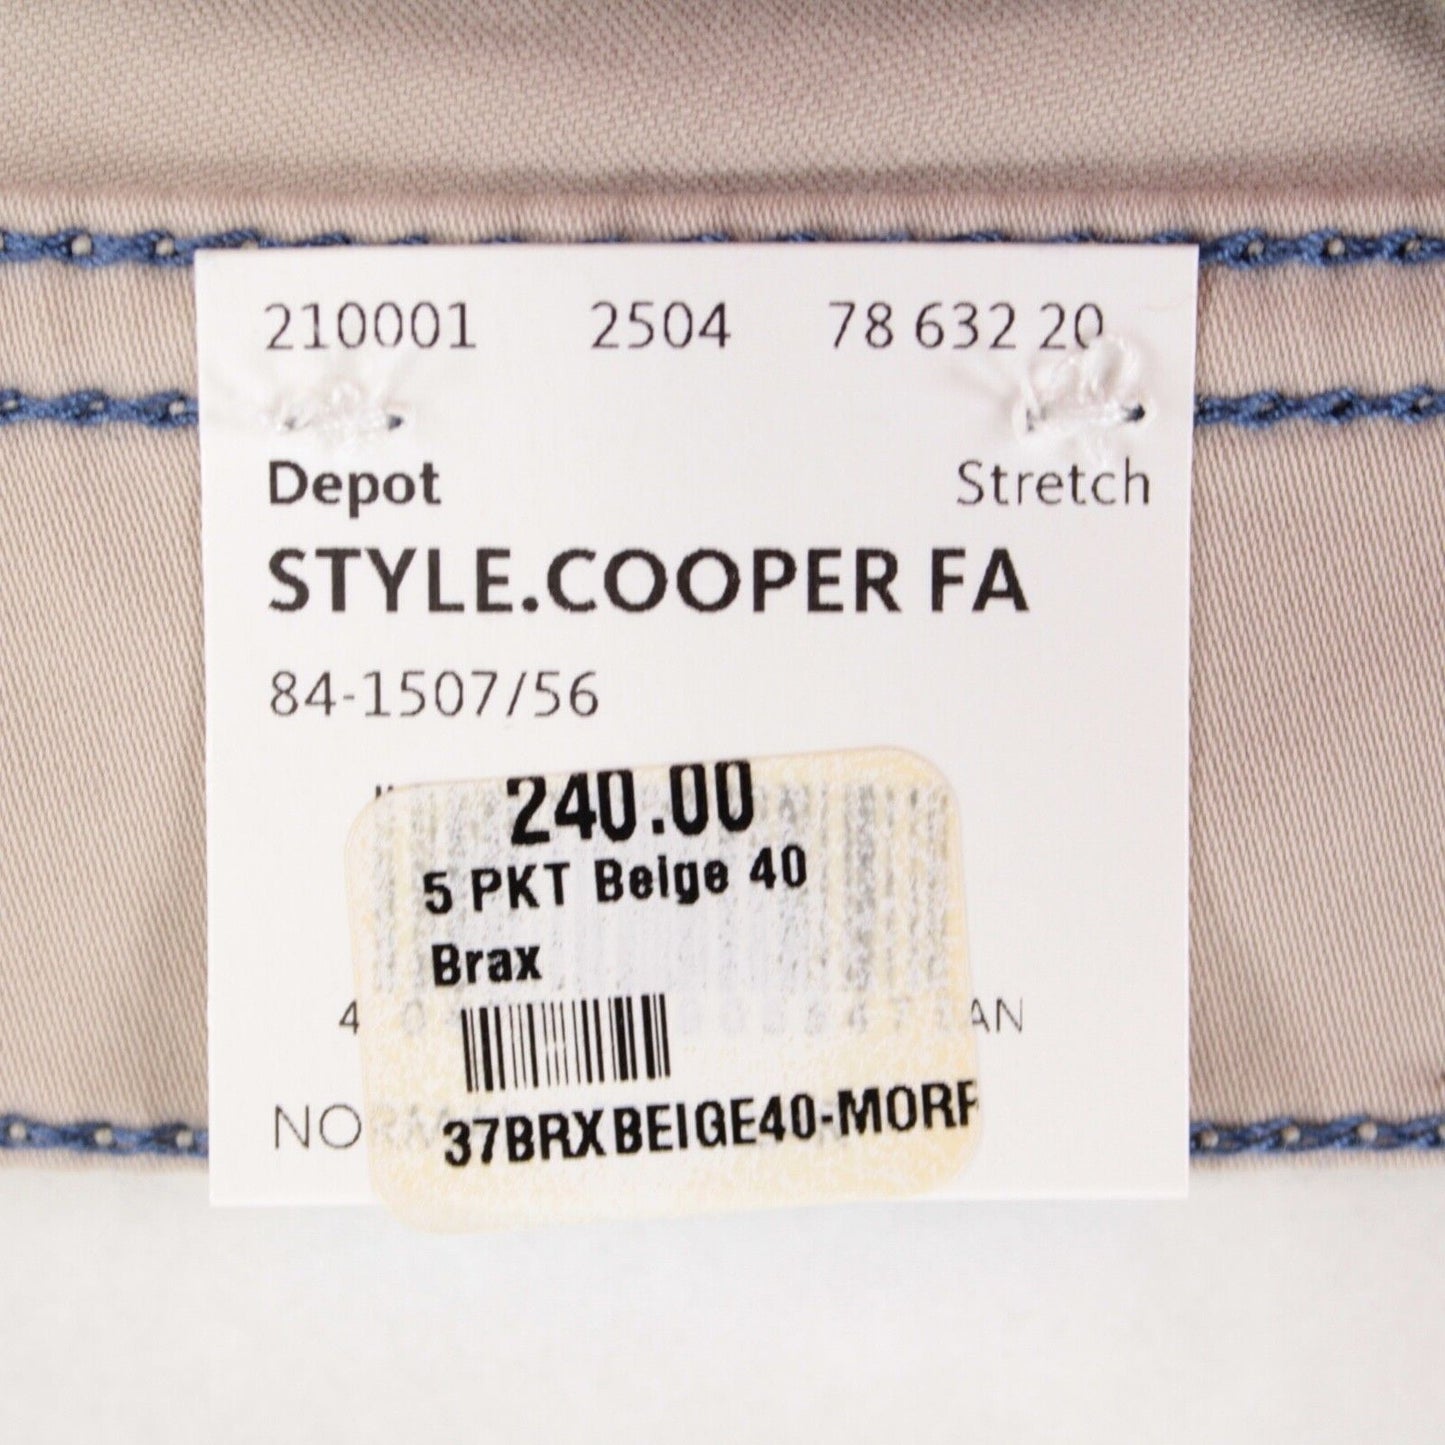 210001 2504 78 632 20
Depot Stretch
STYLE.COOPER FA
84-1507/56
240.00
5 PKT Beige 40
Brax
37BRXBEIGE40-MORF